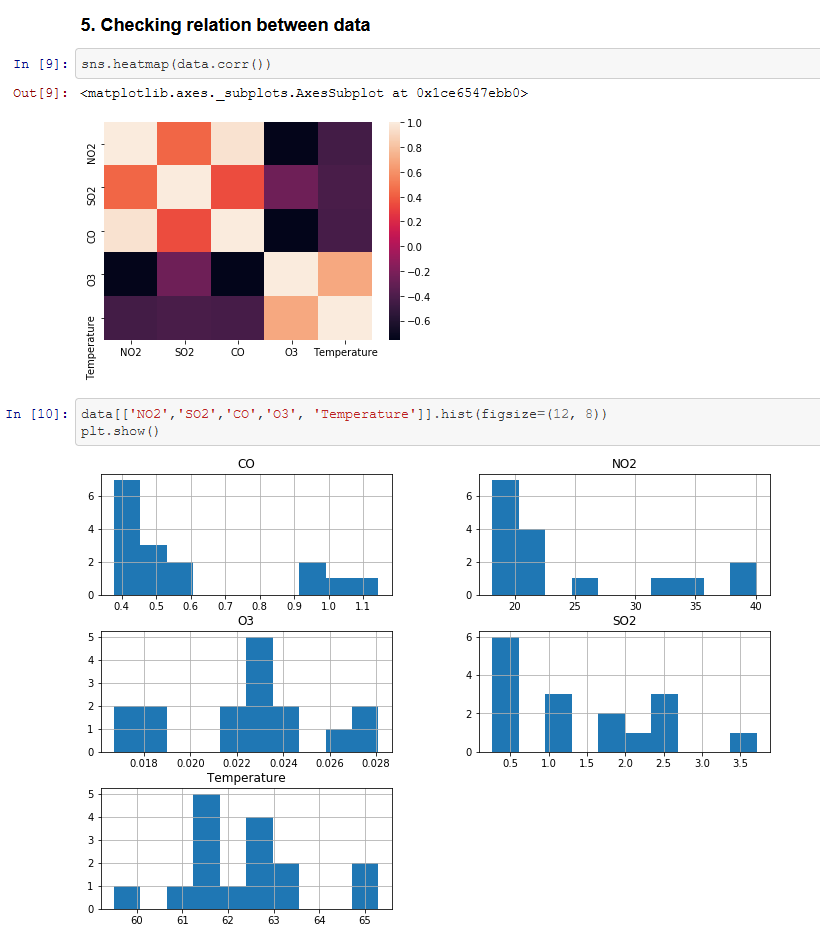 5. Checking relation between data
In [9]: sns.heatmap(data.corr())
Out[9]: <matplotlib.axes._subplots.AxesSubplot at 0x1ce6547ebb0>
NO2
SO2
CO
O3
Temperature
NO2 SO2 CO O3 Temperature
1.0
0.8
0.6
0.4
0.2
0.0
−0.2
−0.4
−0.6
In [10]: data[['NO2','SO2','CO','O3', 'Temperature']].hist(figsize=(12, 8))
plt.show()
CO
6
4
2
0
0.4 0.5 0.6 0.7 0.8 0.9 1.0 1.1
NO2
6
4
2
0
20 25 30 35 40
O3
5
4
3
2
1
0
0.018 0.020 0.022 0.024 0.026 0.028
SO2
6
4
2
0
0.5 1.0 1.5 2.0 2.5 3.0 3.5
Temperature
5
4
3
2
1
0
60 61 62 63 64 65